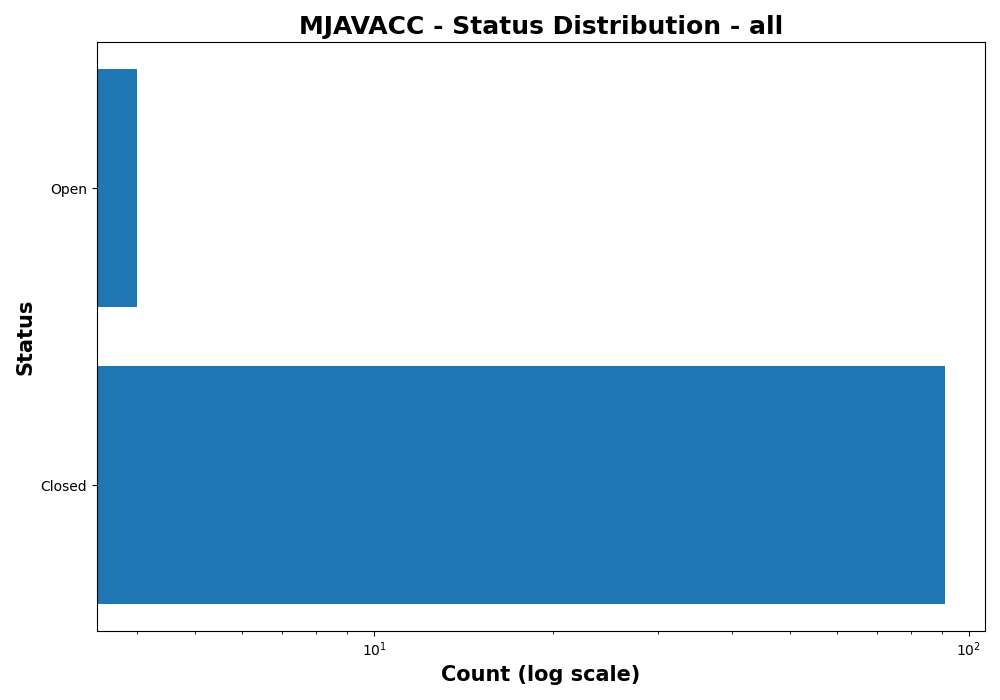 MJAVACC - Status Distribution - all
Open
Closed
Status
10¹
10²
Count (log scale)